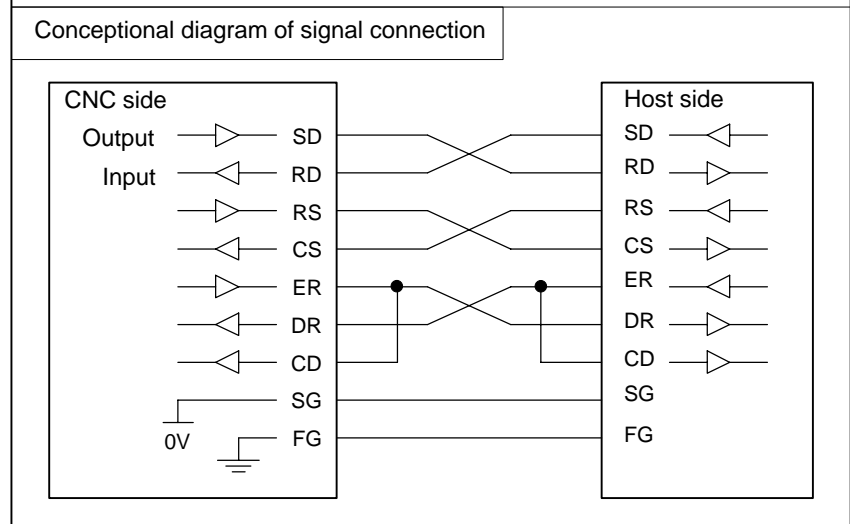 Conceptional diagram of signal connection
CNC side
Host side
Output
SD
SD
Input
RD
RD
RS
RS
CS
CS
ER
ER
DR
DR
CD
CD
SG
SG
0V
FG
FG